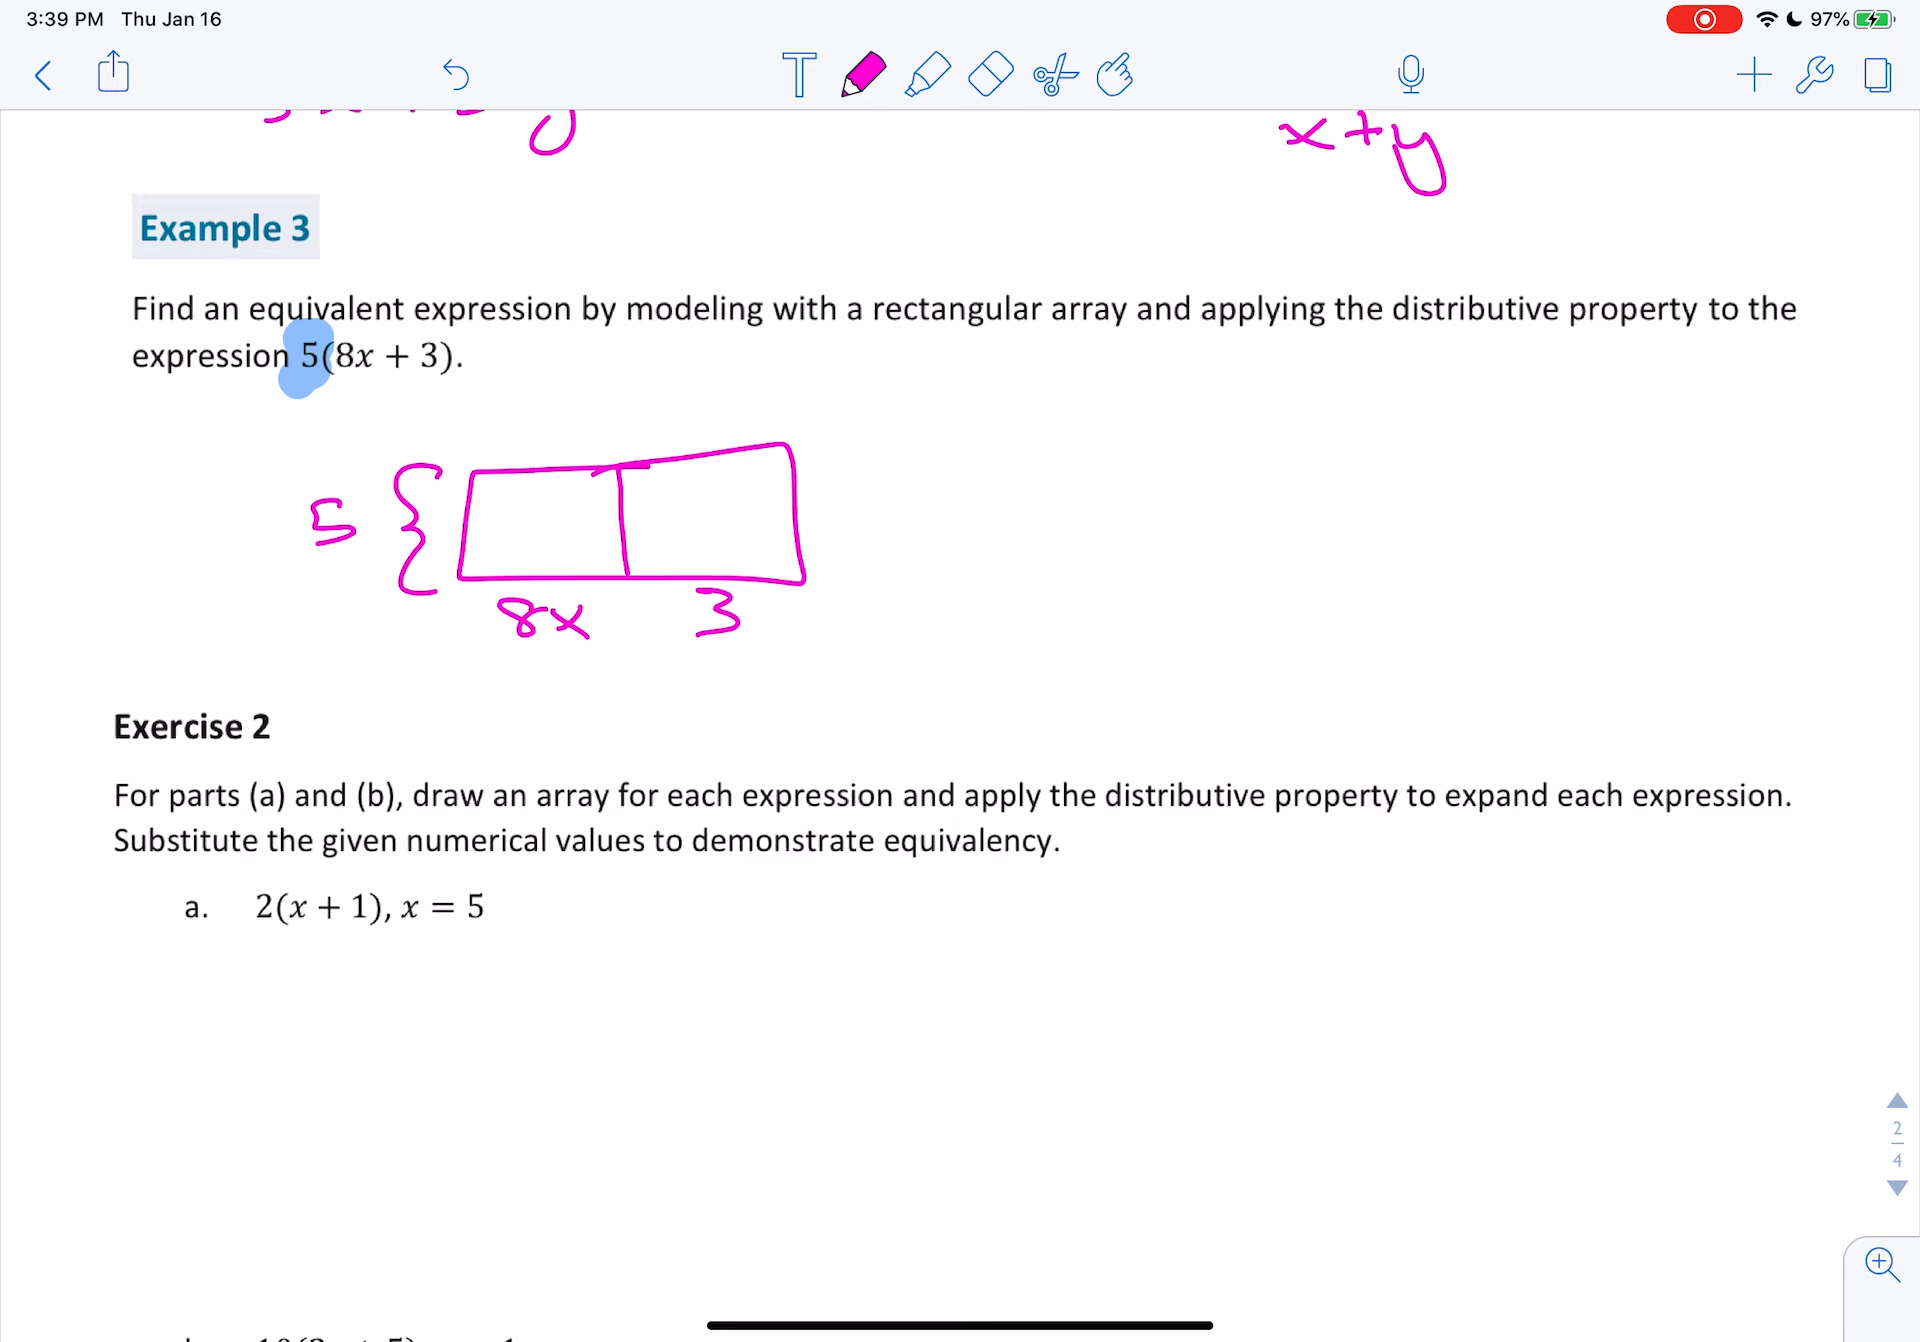 3:39 PM Thu Jan 16 97%
x+y
Example 3
Find an equivalent expression by modeling with a rectangular array and applying the distributive property to the
expression 5(8x + 3).
5
8x 3
Exercise 2
For parts (a) and (b), draw an array for each expression and apply the distributive property to expand each expression.
Substitute the given numerical values to demonstrate equivalency.
a. 2(x + 1), x = 5
2
4